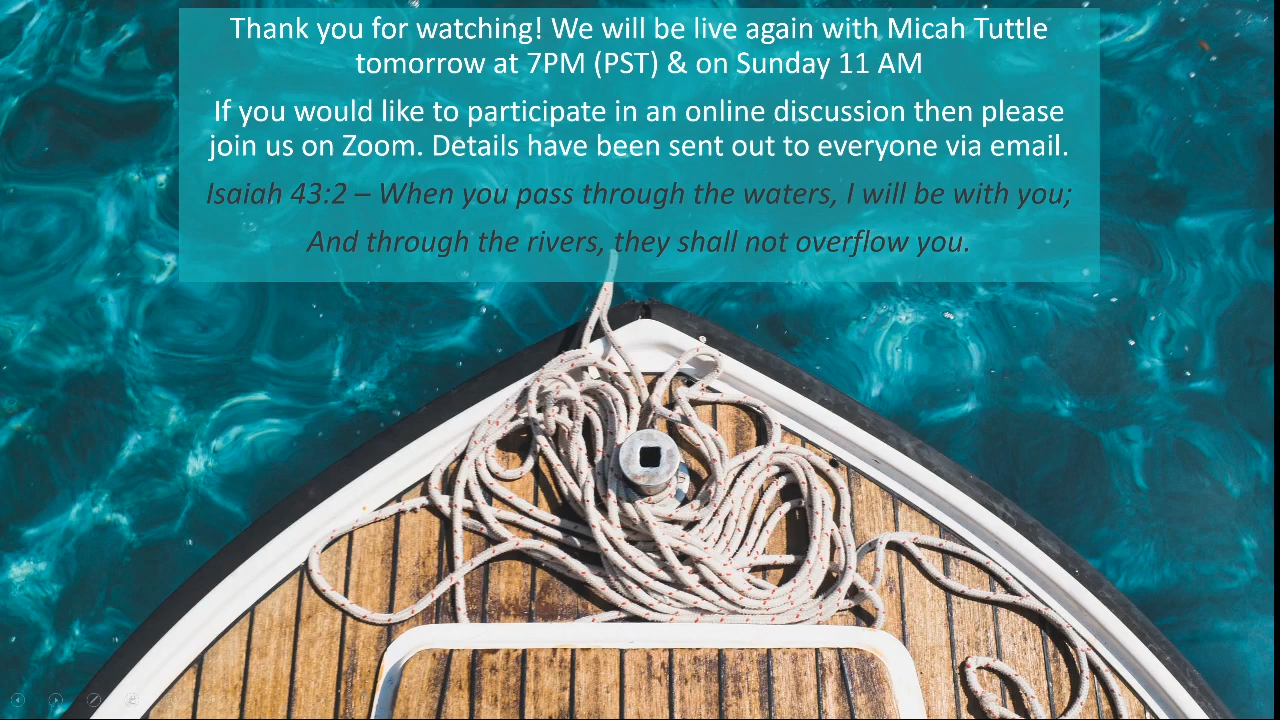 Thank you for watching! We will be live again with Micah Tuttle
tomorrow at 7PM (PST) & on Sunday 11 AM
If you would like to participate in an online discussion then please
join us on Zoom. Details have been sent out to everyone via email.
Isaiah 43:2 – When you pass through the waters, I will be with you;
And through the rivers, they shall not overflow you.